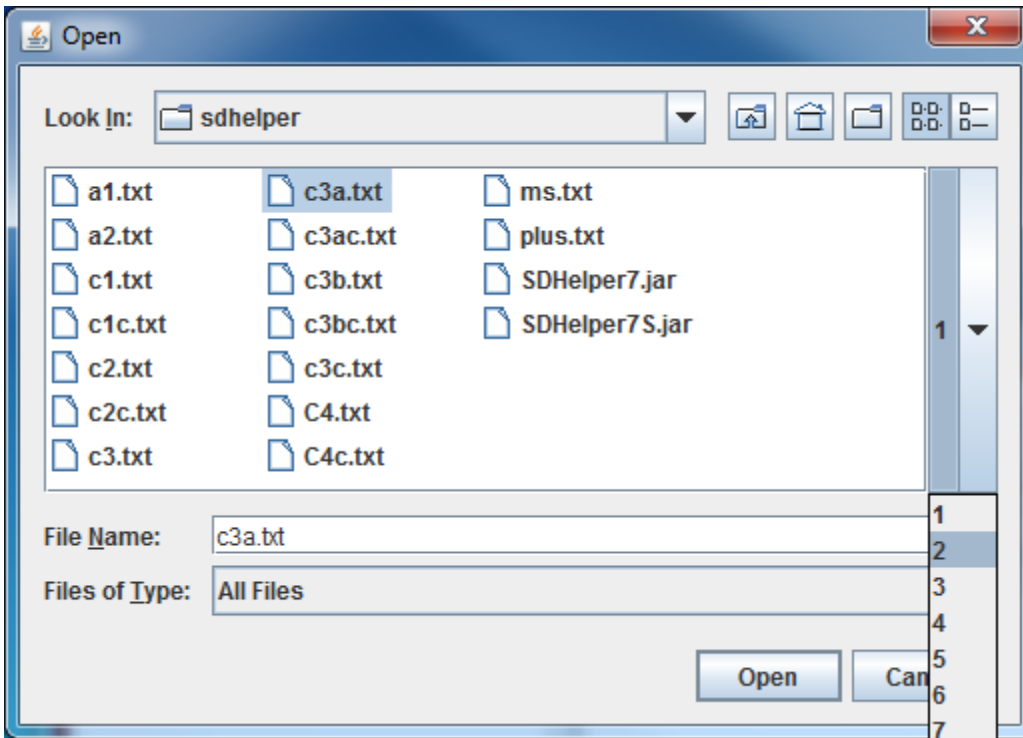 Open
Look In: sdhelper
a1.txt c3a.txt ms.txt
a2.txt c3ac.txt plus.txt
c1.txt c3b.txt SDHelper7.jar
c1c.txt c3bc.txt SDHelper7S.jar 1
c2.txt c3c.txt
c2c.txt C4.txt
c3.txt C4c.txt
File Name: c3a.txt
Files of Type: All Files
Open Can
1
2
3
4
5
6
7